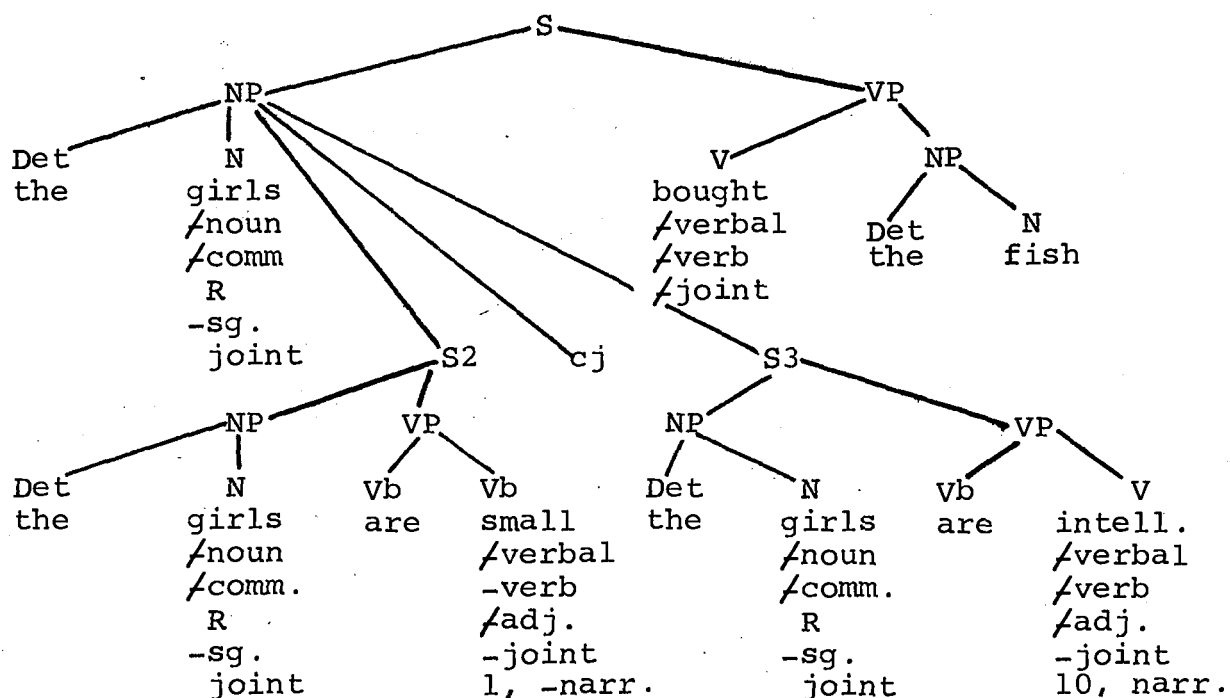 S
NP VP
Det N V NP
the girls bought Det N
/noun /verbal the fish
/comm /verb
R /joint
-sg.
joint S2 cj S3
NP VP NP VP
Det N Vb Vb Det N Vb V
the girls are small the girls are intell.
/noun /verbal /noun /verbal
/comm. -verb /comm. /verb
R /adj. R /adj.
-sg. -joint -sg. -joint
joint 1, -narr. joint 10, narr.